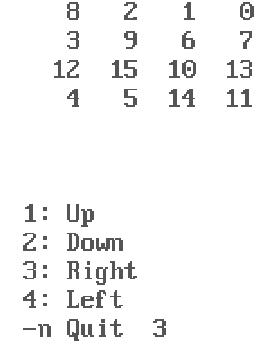 8 2 1 0
3 9 6 7
12 15 10 13
4 5 14 11
1: Up
2: Down
3: Right
4: Left
-n Quit 3